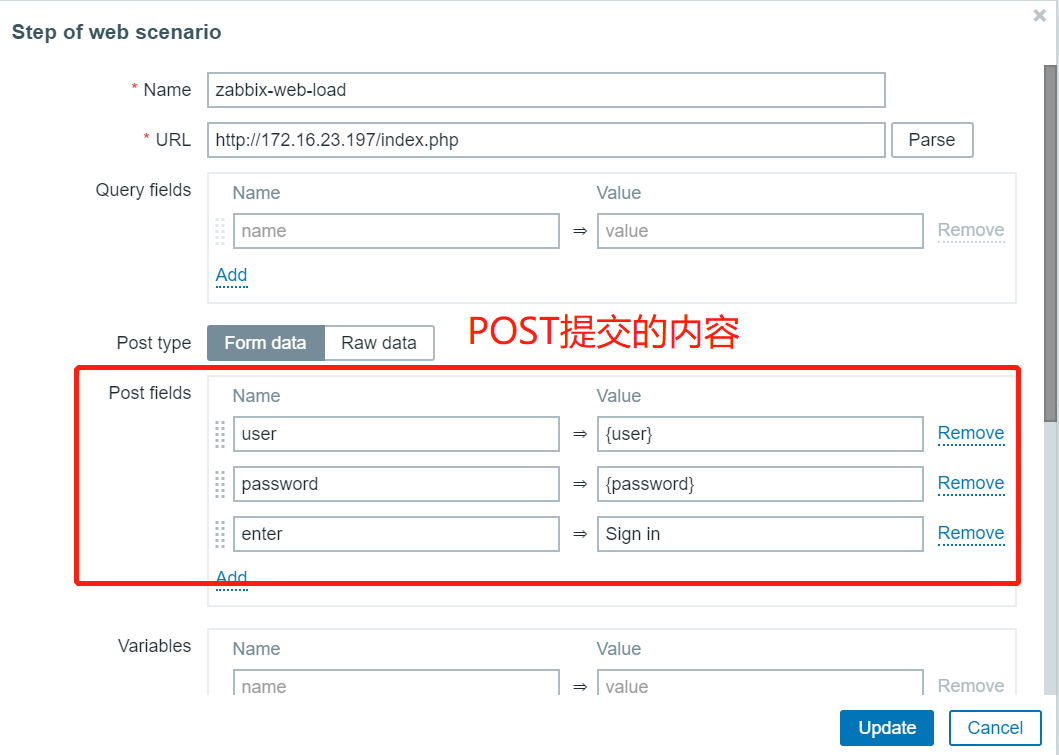 Step of web scenario
* Name zabbix-web-load
* URL http://172.16.23.197/index.php Parse
Query fields Name Value
name ⇒ value Remove
Add
POST提交的内容
Post type Form data Raw data
Post fields Name Value
user ⇒ {user} Remove
password ⇒ {password} Remove
enter ⇒ Sign in Remove
Add
Variables Name Value
name ⇒ value Remove
Update Cancel